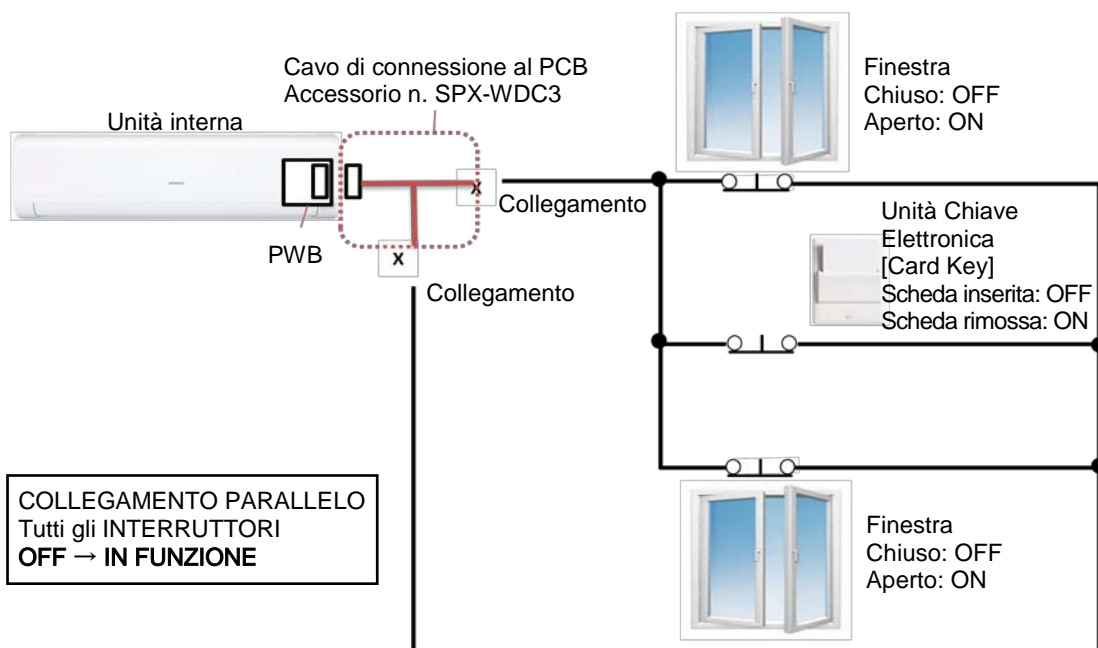 Cavo di connessione al PCB
Accessorio n. SPX-WDC3
Unità interna
PWB
X
Collegamento
X
Collegamento
Finestra
Chiuso: OFF
Aperto: ON
Unità Chiave
Elettronica
[Card Key]
Scheda inserita: OFF
Scheda rimossa: ON
COLLEGAMENTO PARALLELO
Tutti gli INTERRUTTORI
OFF → IN FUNZIONE
Finestra
Chiuso: OFF
Aperto: ON